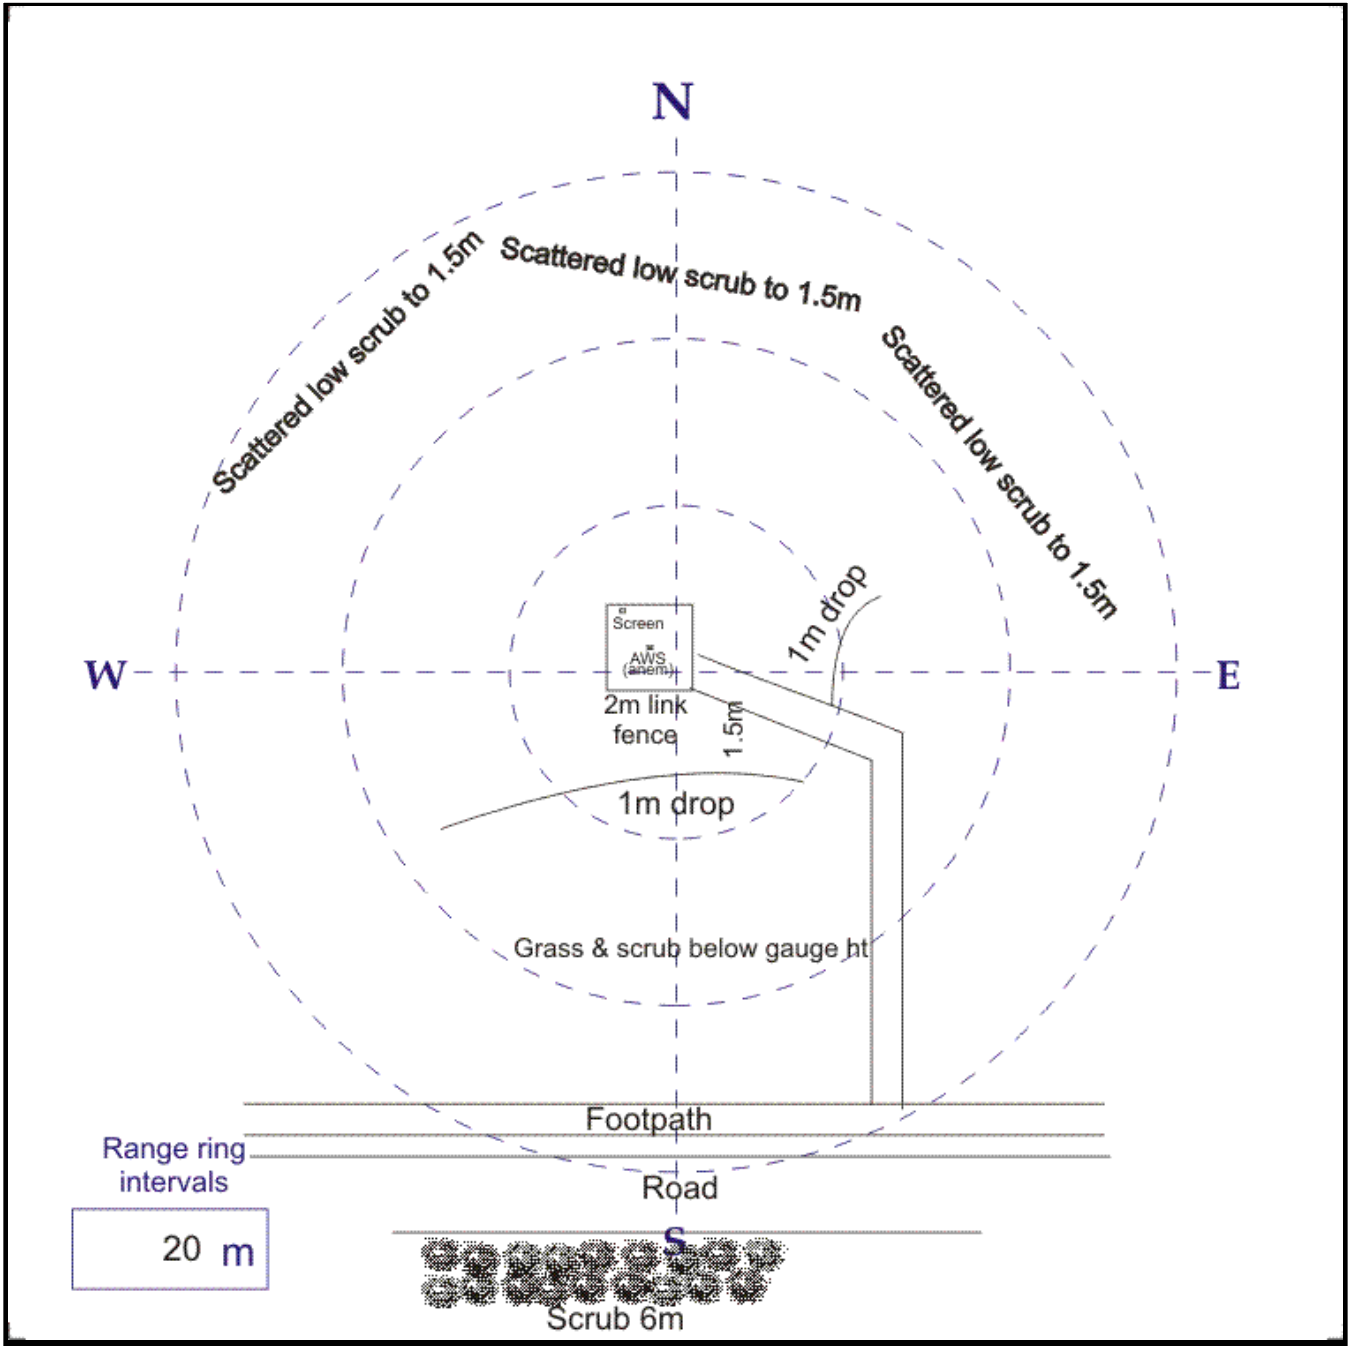 N
Scattered low scrub to 1.5m
Scattered low scrub to 1.5m
Scattered low scrub to 1.5m
1m drop
Screen
AWS
(anem)
W
E
2m link
fence
1.5m
1m drop
Grass & scrub below gauge ht
Footpath
Range ring
intervals
20 m
Road
S
Scrub 6m